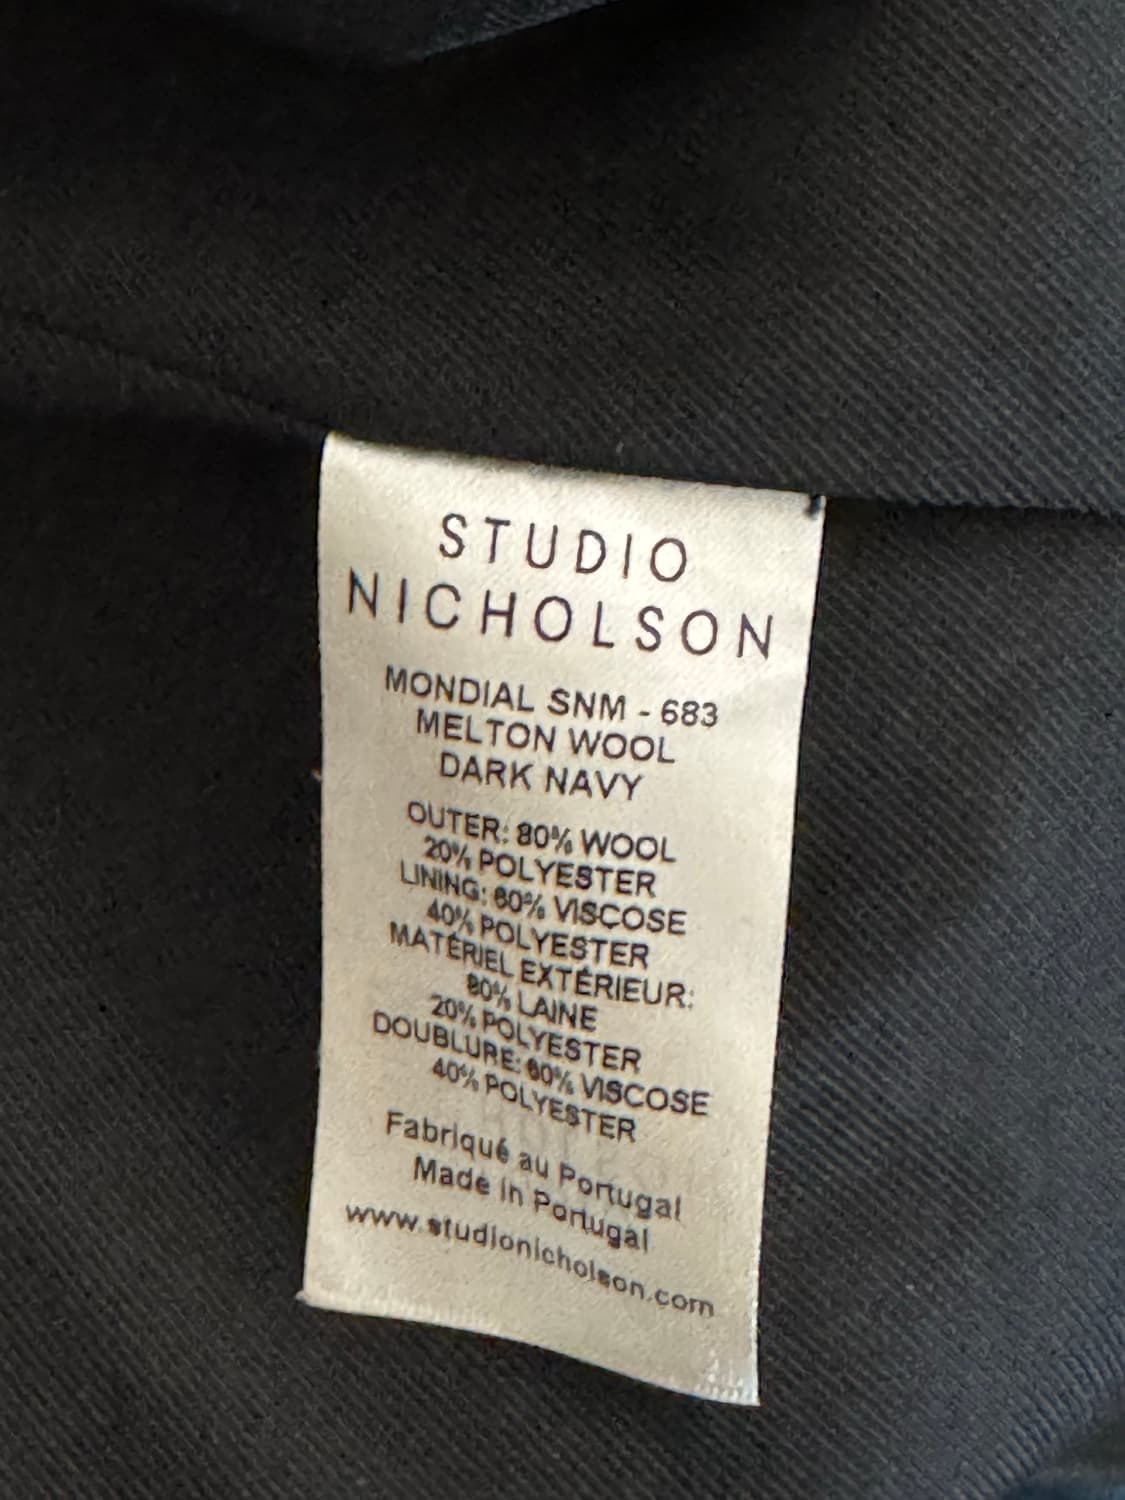 STUDIO
NICHOLSON
MONDIAL SNM - 683
MELTON WOOL
DARK NAVY
OUTER: 80% WOOL
20% POLYESTER
LINING: 60% VISCOSE
40% POLYESTER
MATÉRIEL EXTÉRIEUR:
80% LAINE
20% POLYESTER
DOUBLURE: 60% VISCOSE
40% POLYESTER
Fabriqué au Portugal
Made in Portugal
www.studionicholson.com